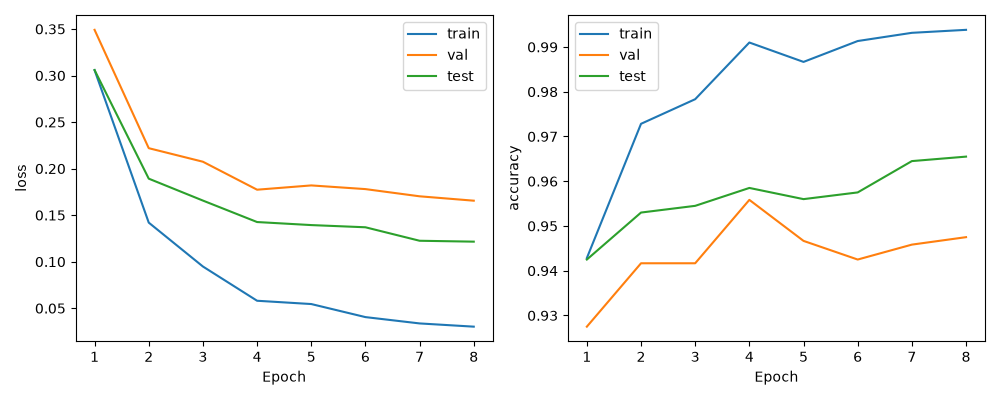 0.35
0.30
0.25
0.20
0.15
0.10
0.05
loss
1 2 3 4 5 6 7 8
Epoch
train
val
test
0.99
0.98
0.97
0.96
0.95
0.94
0.93
accuracy
1 2 3 4 5 6 7 8
Epoch
train
val
test